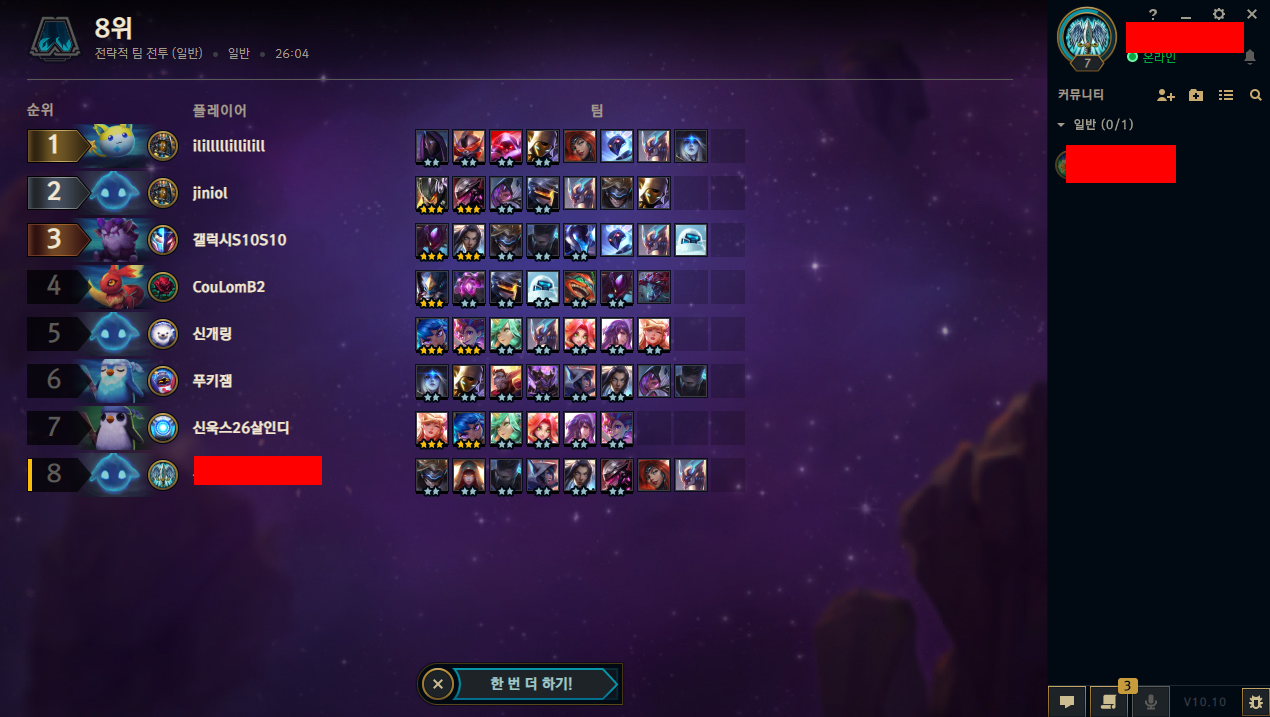 8위
전략적 팀 전투 (일반) • 일반 • 26:04
순위 플레이어 팀
1
2 jiniol
3 갤럭시S10S10
4 CouLomB2
5 신개링
6 푸키잼
7 신욱스26살인디
8
한 번 더 하기!
?
7
온라인
커뮤니티
일반 (0/1)
3
V10.10